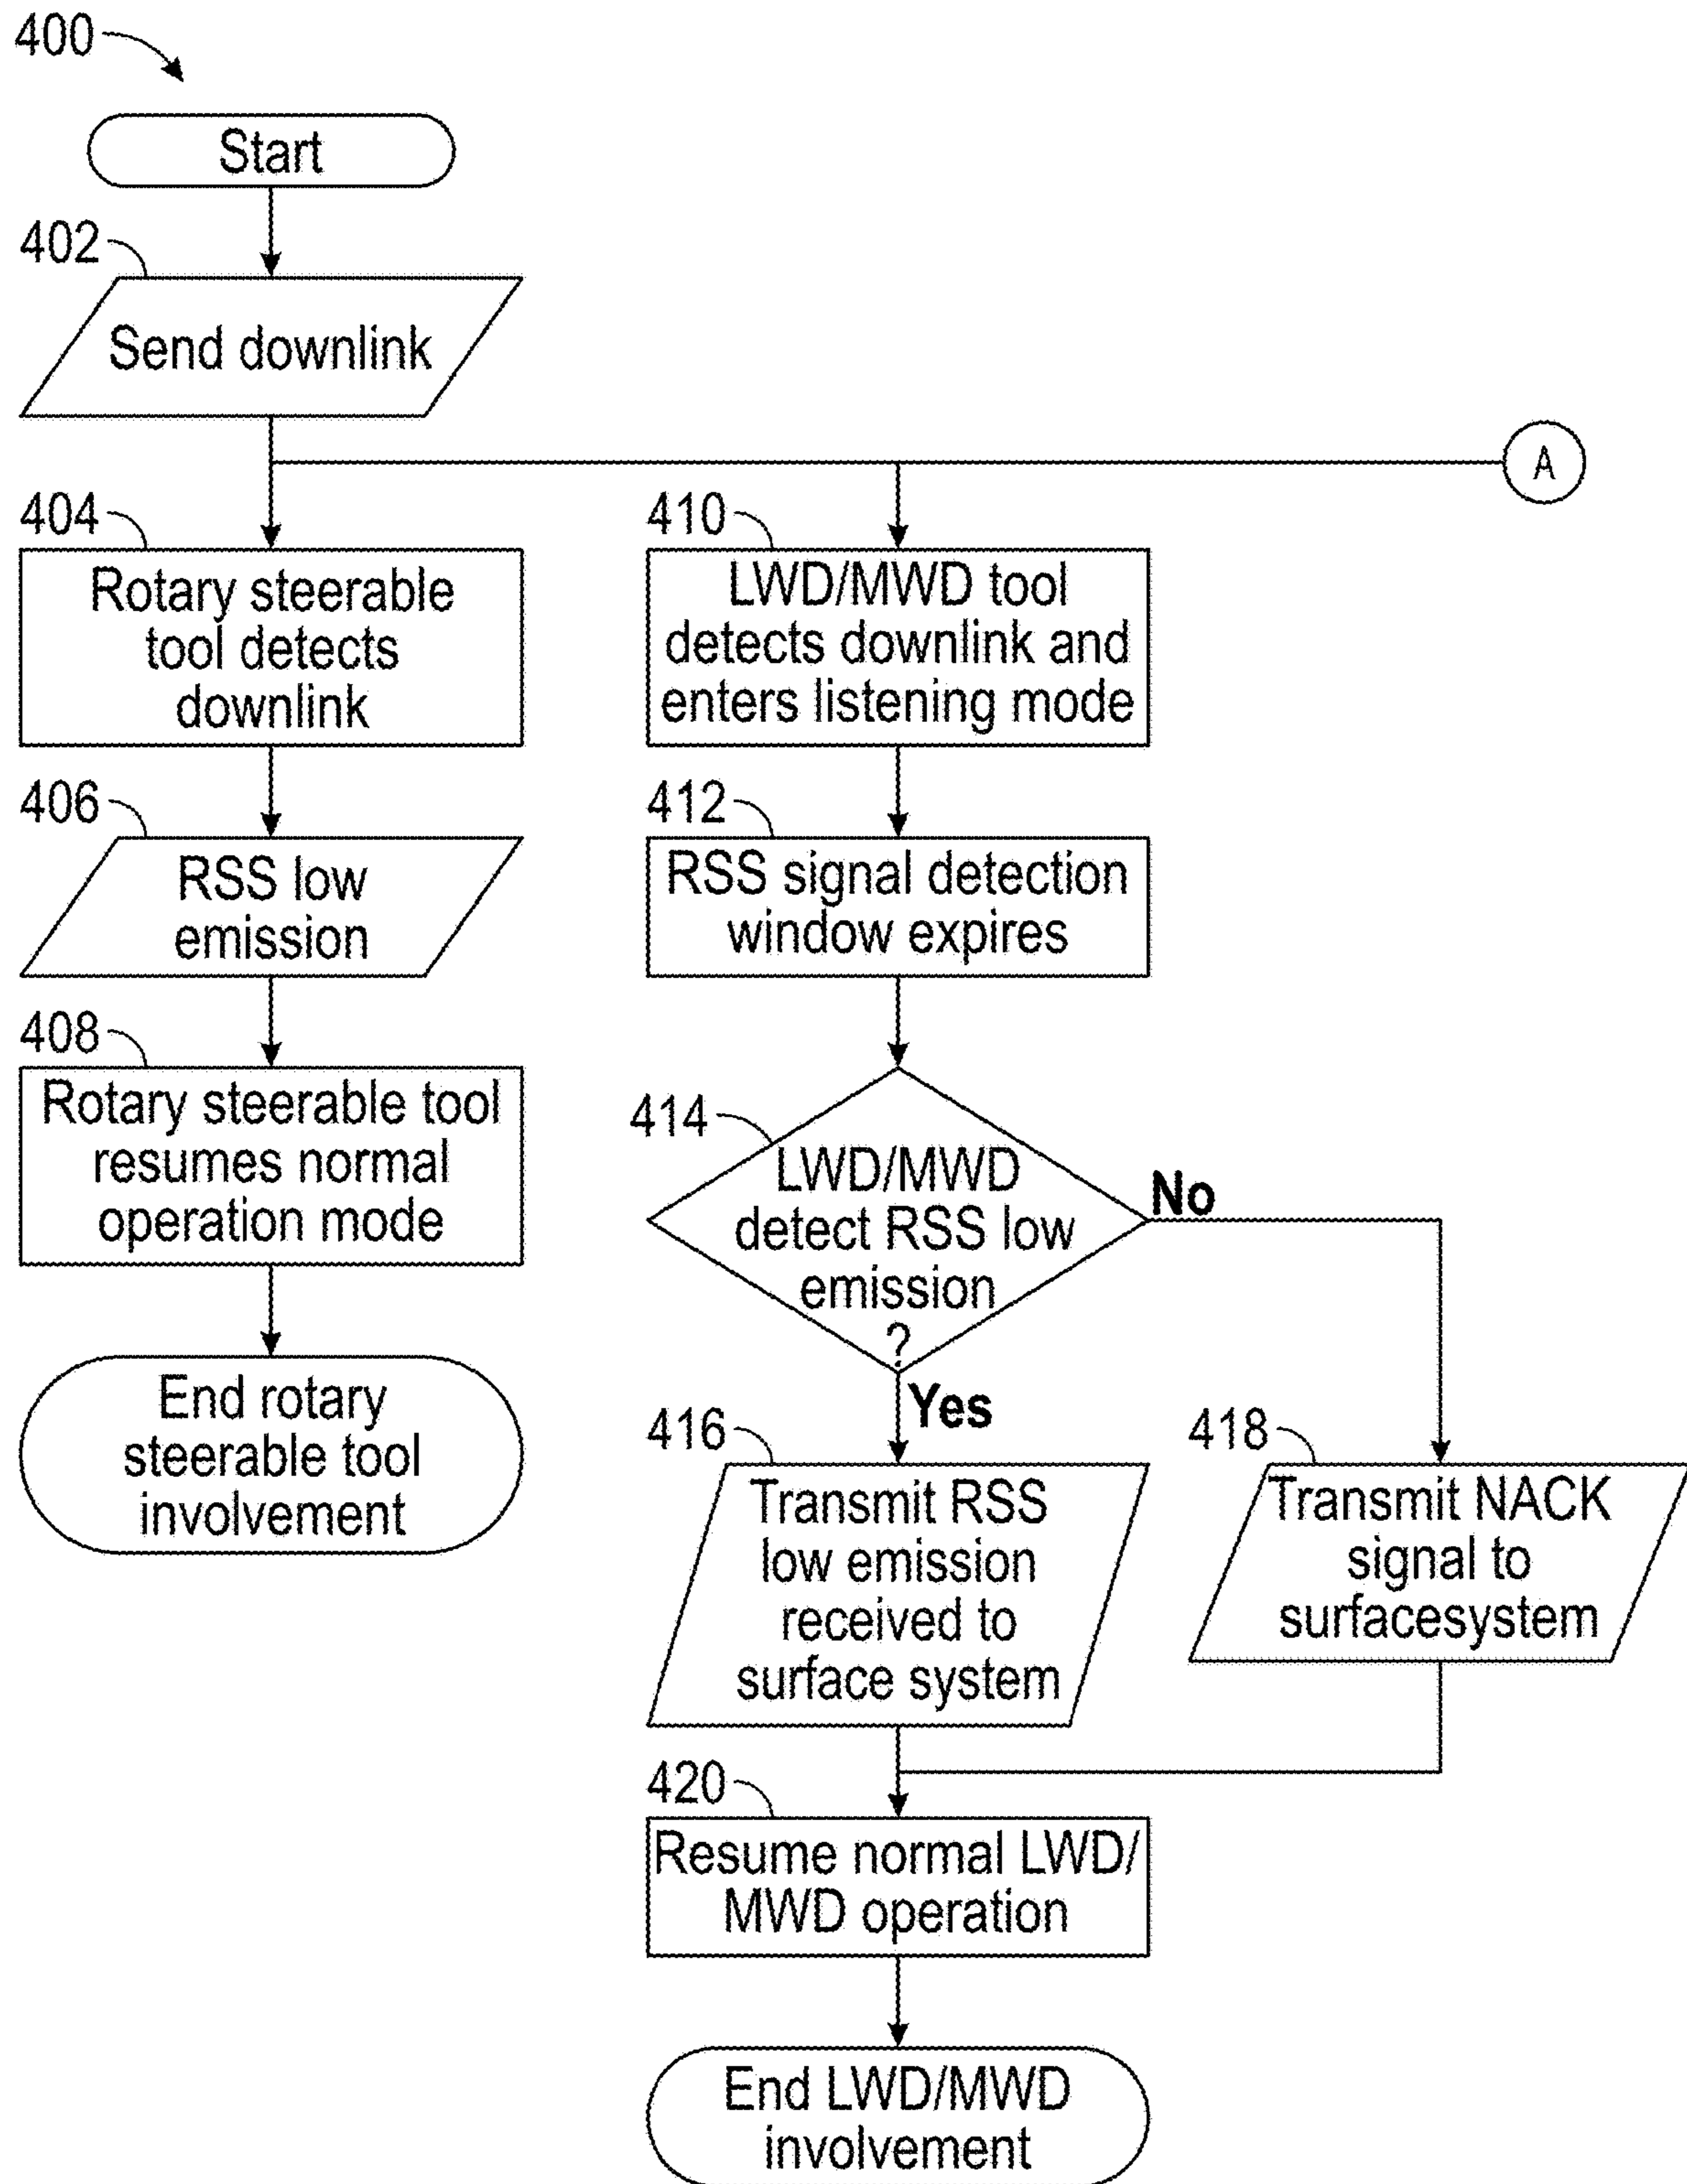 400
Start
402
Send downlink
A
404
Rotary steerable
tool detects
downlink
406
RSS low
emission
408
Rotary steerable tool
resumes normal
operation mode
End rotary
steerable tool
involvement
410
LWD/MWD tool
detects downlink and
enters listening mode
412
RSS signal detection
window expires
414
LWD/MWD
detect RSS low
emission
?
No
Yes
416
Transmit RSS
low emission
received to
surface system
418
Transmit NACK
signal to
surfacesystem
420
Resume normal LWD/
MWD operation
End LWD/MWD
involvement